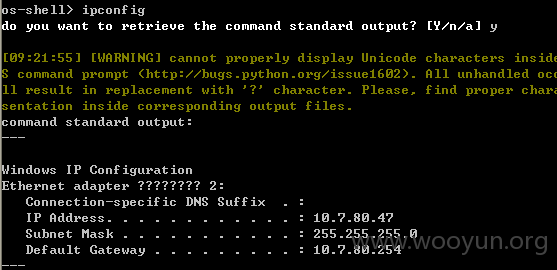 os-shell> ipconfig
do you want to retrieve the command standard output? [Y/n/a] y
[09:21:55] [WARNING] cannot properly display Unicode characters inside
S command prompt (http://bugs.python.org/issue1602). All unhandled occ
ll result in replacement with '?' character. Please, find proper chara
sentation inside corresponding output files.
command standard output:
---
Windows IP Configuration
Ethernet adapter ???????? 2:
Connection-specific DNS Suffix . :
IP Address. . . . . . . . . . . . : 10.7.80.47
Subnet Mask . . . . . . . . . . . : 255.255.255.0
Default Gateway . . . . . . . . . : 10.7.80.254
---
www.wooyun.org